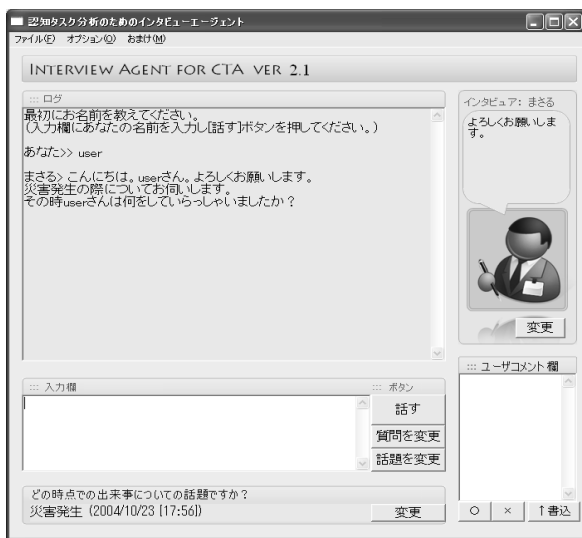 認知タスク分析のためのインタビューエージェント
ファイル(F) オプション(O) おまけ(M)
INTERVIEW AGENT FOR CTA VER 2.1
::: ログ
最初にお名前を教えてください。
(入力欄にあなたの名前を入力し[話す]ボタンを押してください。)
あなた>> user
まさる> こんにちは。userさん。よろしくお願いします。
災害発生の際についてお伺いします。
その時userさんは何をしていらっしゃいましたか？
インタビュア: まさる
よろしくお願いしま
す。
変更
::: 入力欄
::: ボタン
話す
質問を変更
話題を変更
::: ユーザコメント欄
どの時点での出来事についての話題ですか？
災害発生 (2004/10/23 [17:56])
変更
○ × ↑書込